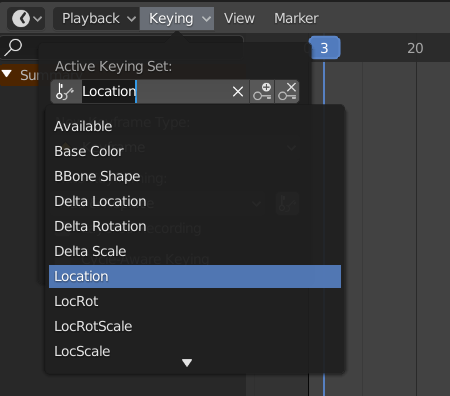 Playback Keying View Marker
3 20
Active Keying Set:
Location
Available
Base Color
BBone Shape
Delta Location
Delta Rotation
Delta Scale
Location
LocRot
LocRotScale
LocScale